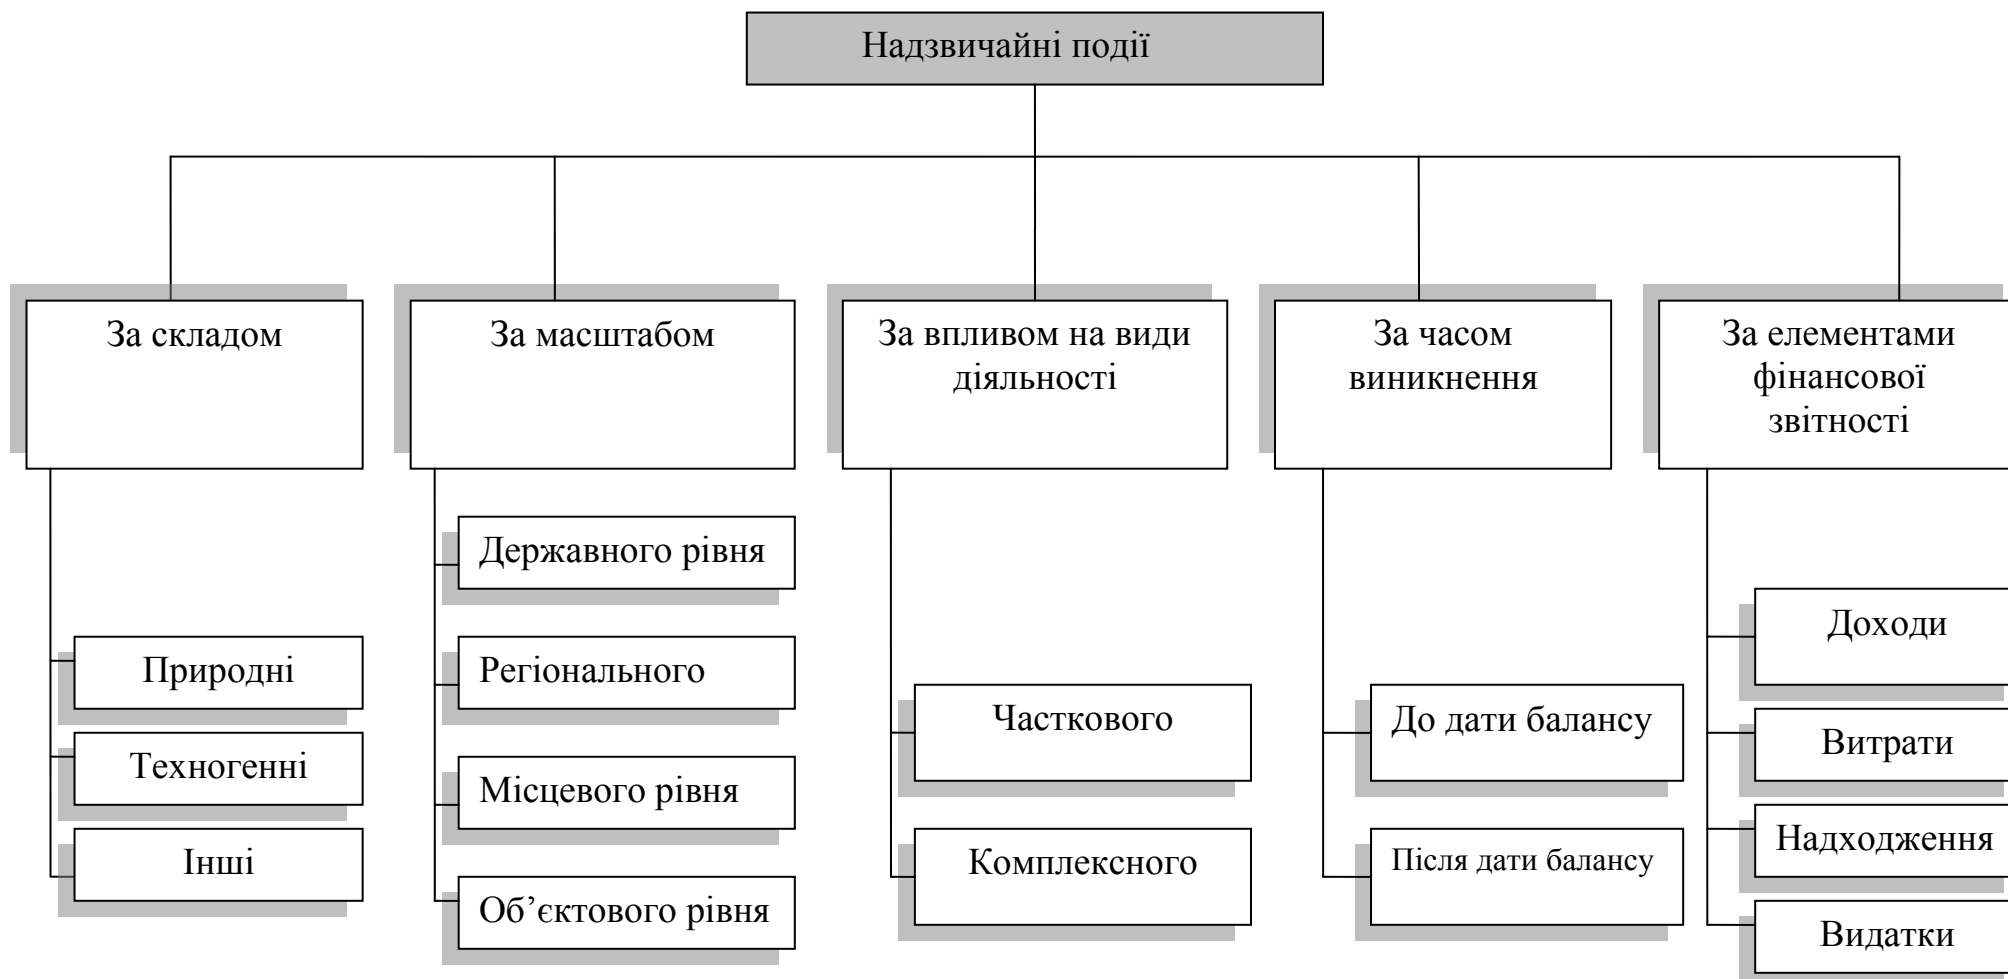 Надзвичайні події
За складом
За масштабом
За впливом на види
діяльності
За часом
виникнення
За елементами
фінансової
звітності
Природні
Техногенні
Інші
Державного рівня
Регіонального
Місцевого рівня
Об’єктового рівня
Часткового
Комплексного
До дати балансу
Після дати балансу
Доходи
Витрати
Надходження
Видатки